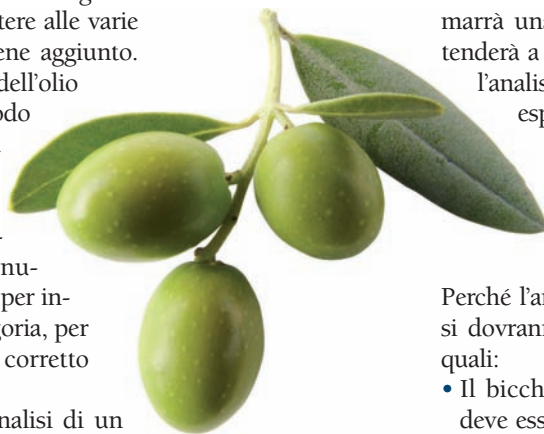 tere alle varie
ene aggiunto.
dell'olio
odo
nu-
per in-
goria, per
corretto
nalisi di un
marrà un
tenderà a
l'analis
esp
Perché l'an
si dovrann
quali:
• Il bicch
deve ess